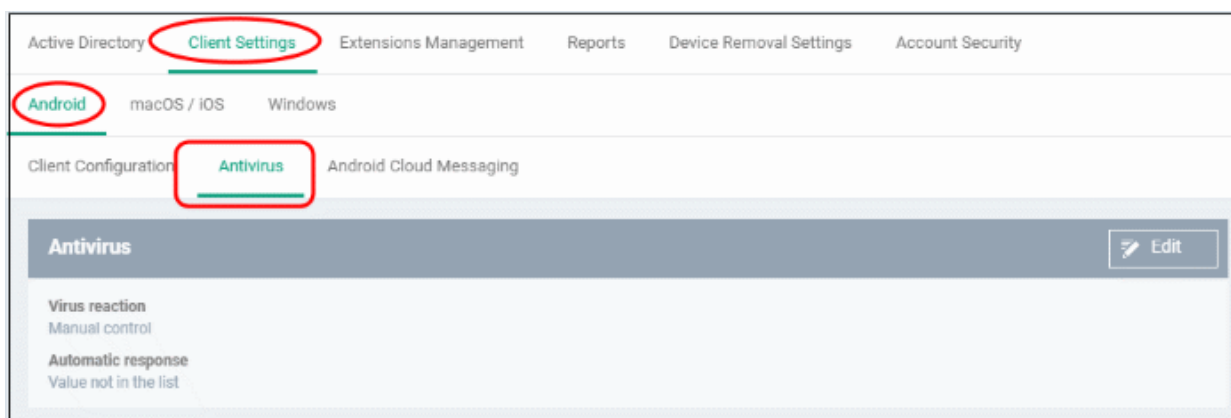 Active Directory Client Settings Extensions Management Reports Device Removal Settings Account Security
Android macOS / iOS Windows
Client Configuration Antivirus Android Cloud Messaging
Antivirus Edit
Virus reaction
Manual control
Automatic response
Value not in the list